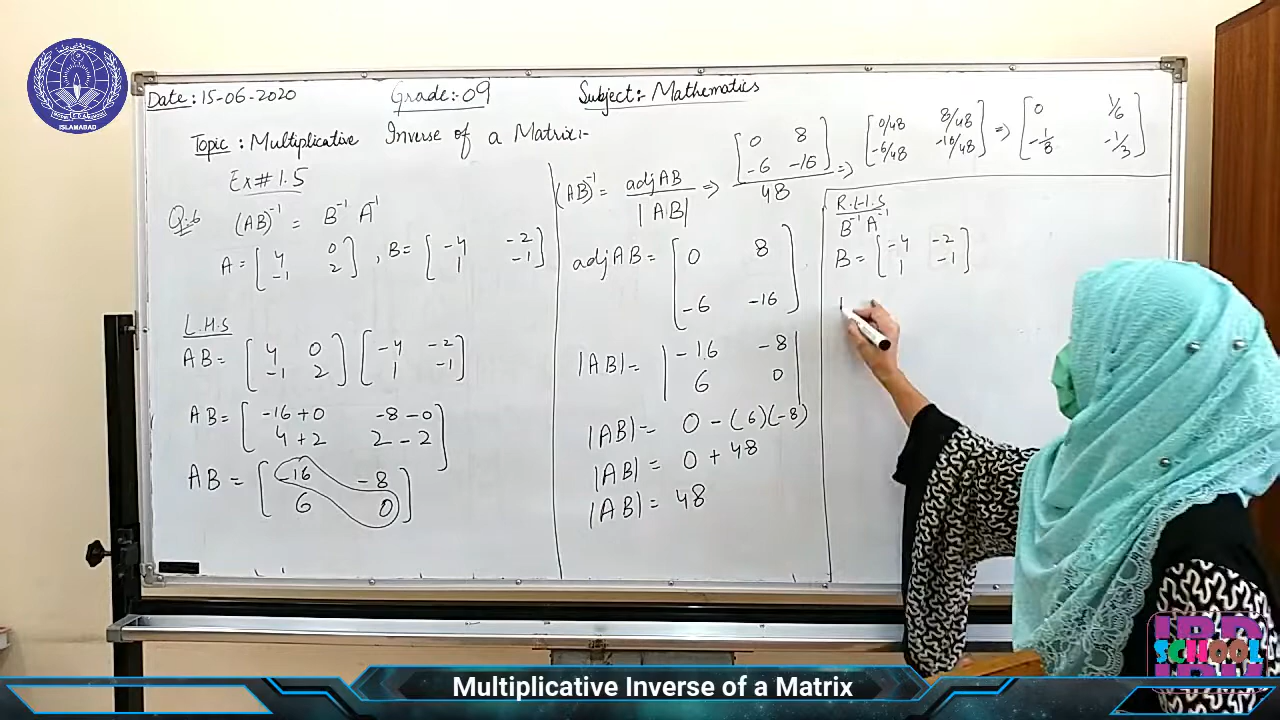 ISLAMABAD
Date: 15-06-2020 Grade:-09 Subject:- Mathematics
Topic: Multiplicative Inverse of a Matrix:-
Ex# 1.5
Q.6 (AB)⁻¹ = B⁻¹ A⁻¹
A = [4 0
-1 2], B = [-4 -2
1 -1]
L.H.S
AB = [4 0
-1 2] [-4 -2
1 -1]
AB = [-16+0 -8-0
4+2 2-2]
AB = [-16 -8
6 0]
(AB)⁻¹ = adjAB / |AB| => [0 8
-6 -16] / 48 => [0/48 8/48
-6/48 -16/48] => [0 1/6
-1/8 -1/3]
adjAB = [0 8
-6 -16]
|AB| = |-16 -8
6 0|
|AB| = 0 - (6)(-8)
|AB| = 0 + 48
|AB| = 48
R.H.S
B⁻¹ A⁻¹
B = [-4 -2
1 -1]
SCHOOL
Multiplicative Inverse of a Matrix